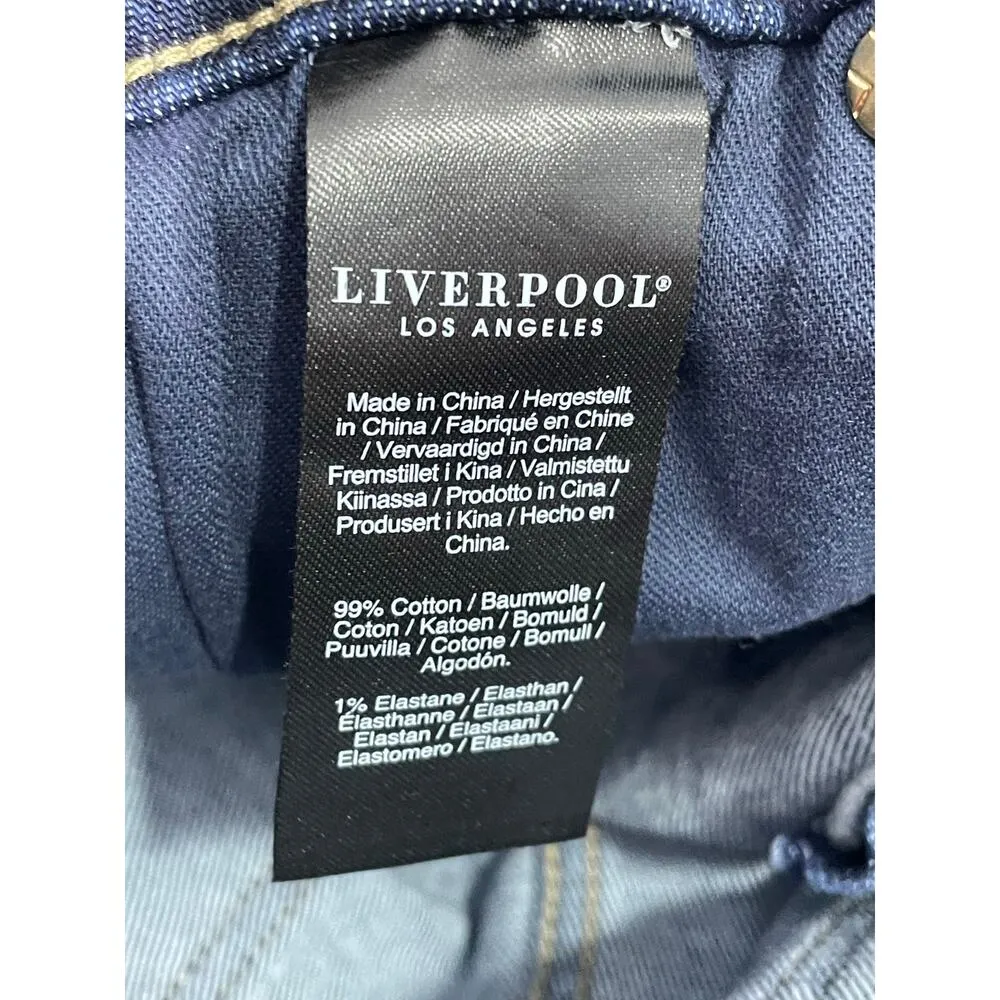 LIVERPOOL®
LOS ANGELES
Made in China / Hergestellt
in China / Fabriqué en Chine
/ Vervaardigd in China /
Fremstillet i Kina / Valmistettu
Kiinassa / Prodotto in Cina /
Produsert i Kina / Hecho en
China.
99% Cotton / Baumwolle /
Coton / Katoen / Bomuld /
Puuvilla / Cotone / Bomull /
Algodón.
1% Elastane / Elasthan /
Élasthanne / Elastaan /
Elastan / Elastaani /
Elastomero / Elastano.